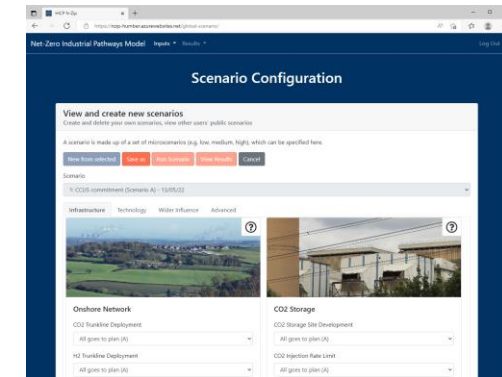 https://nzip-humber.azurewebsites.net/global-scenario/
Net-Zero Industrial Pathways Model Inputs Results Log Out
Scenario Configuration
View and create new scenarios
Create and delete your own scenarios, view other users' public scenarios
A scenario is made up of a set of microscenarios (e.g. low, medium, high), which can be specified here.
New from selected Save as Run Scenario View Results Cancel
Scenario
1: CCUS commitment (Scenario A) - 13/05/22
Infrastructure Technology Wider Influence Advanced
? ?
Onshore Network CO2 Storage
CO2 Trunkline Deployment CO2 Storage Site Development
All goes to plan (A) All goes to plan (A)
H2 Trunkline Deployment CO2 Injection Rate Limit
All goes to plan (A) All goes to plan (A)